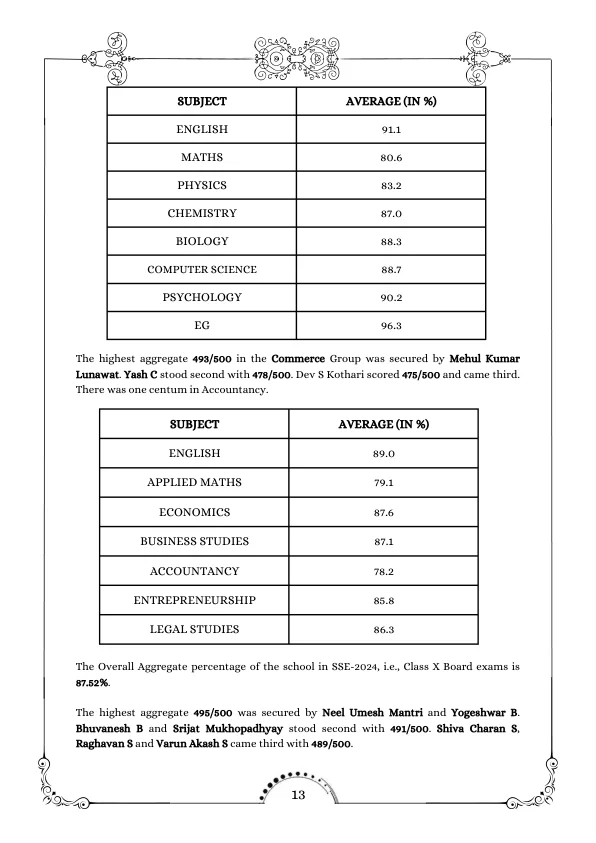 SUBJECT AVERAGE (IN %)
ENGLISH 91.1
MATHS 80.6
PHYSICS 83.2
CHEMISTRY 87.0
BIOLOGY 88.3
COMPUTER SCIENCE 88.7
PSYCHOLOGY 90.2
EG 96.3
The highest aggregate 493/500 in the Commerce Group was secured by Mehul Kumar
Lunawat. Yash C stood second with 478/500. Dev S Kothari scored 475/500 and came third.
There was one centum in Accountancy.
SUBJECT AVERAGE (IN %)
ENGLISH 89.0
APPLIED MATHS 79.1
ECONOMICS 87.6
BUSINESS STUDIES 87.1
ACCOUNTANCY 78.2
ENTREPRENEURSHIP 85.8
LEGAL STUDIES 86.3
The Overall Aggregate percentage of the school in SSE-2024, i.e., Class X Board exams is
87.52%.
The highest aggregate 495/500 was secured by Neel Umesh Mantri and Yogeshwar B.
Bhuvanesh B and Srijat Mukhopadhyay stood second with 491/500. Shiva Charan S,
Raghavan S and Varun Akash S came third with 489/500.
13